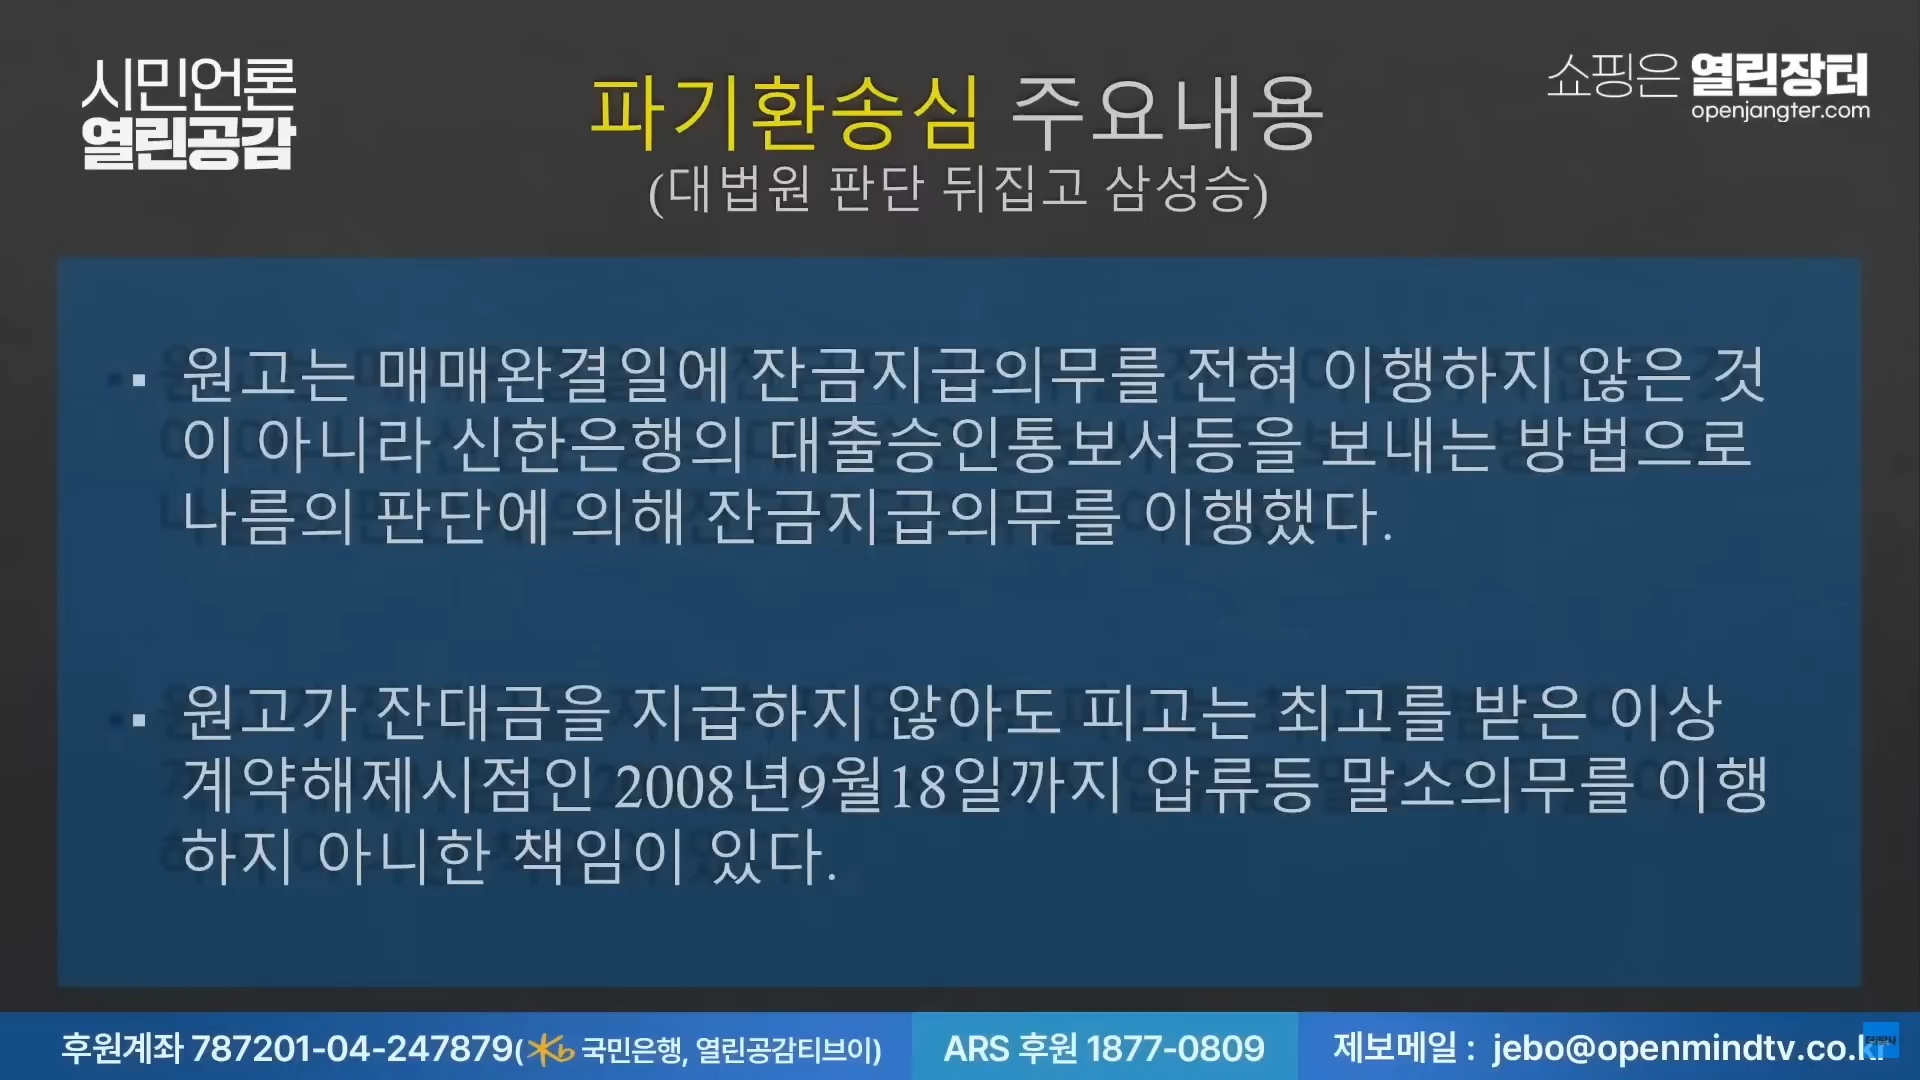 시민언론
열린공감
파기환송심 주요내용
(대법원 판단 뒤집고 삼성승)
쇼핑은 열린장터
openjangter.com
▪ 원고는 매매완결일에 잔금지급의무를 전혀 이행하지 않은 것
이 아니라 신한은행의 대출승인통보서등을 보내는 방법으로
나름의 판단에 의해 잔금지급의무를 이행했다.
▪ 원고가 잔대금을 지급하지 않아도 피고는 최고를 받은 이상
계약해제시점인 2008년9월18일까지 압류등 말소의무를 이행
하지 아니한 책임이 있다.
후원계좌 787201-04-247879( 국민은행, 열린공감티브이)
ARS 후원 1877-0809
제보메일 : jebo@openmindtv.co.kr